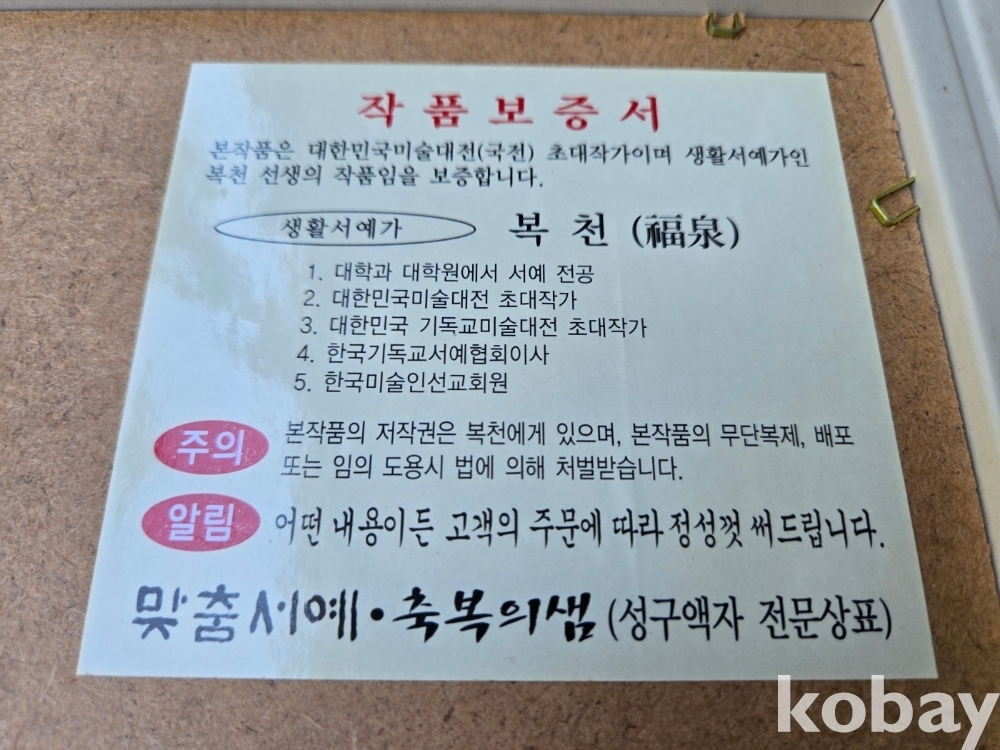 작품보증서
본작품은 대한민국미술대전(국전) 초대작가이며 생활서예가인
복천 선생의 작품임을 보증합니다.
생활서예가 복천 (福泉)
1. 대학과 대학원에서 서예 전공
2. 대한민국미술대전 초대작가
3. 대한민국 기독교미술대전 초대작가
4. 한국기독교서예협회이사
5. 한국미술인선교회원
주의 본작품의 저작권은 복천에게 있으며, 본작품의 무단복제, 배포
또는 임의 도용시 법에 의해 처벌받습니다.
알림 어떤 내용이든 고객의 주문에 따라 정성껏 써 드립니다.
맞춤서예·축복의샘 (성구액자 전문상표)
kobay